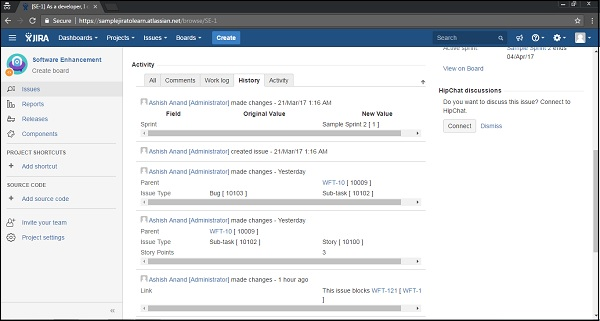 [SE-1] As a developer, I
Secure https://samplejiratolearn.atlassian.net/browse/SE-1
JIRA Dashboards Projects Issues Boards Create Search
Software Enhancement
Create board
Issues
Reports
Releases
Components
PROJECT SHORTCUTS
+ Add shortcut
SOURCE CODE
+ Add source code
Invite your team
Project settings
«
Activity
All Comments Work log History Activity
Ashish Anand [Administrator] made changes - 21/Mar/17 1:16 AM
Field Original Value New Value
Sprint Sample Sprint 2 [ 1 ]
Ashish Anand [Administrator] created issue - 21/Mar/17 1:16 AM
Ashish Anand [Administrator] made changes - Yesterday
Parent WFT-10 [ 10009 ]
Issue Type Bug [ 10103 ] Sub-task [ 10102 ]
Ashish Anand [Administrator] made changes - Yesterday
Parent WFT-10 [ 10009 ]
Issue Type Sub-task [ 10102 ] Story [ 10100 ]
Story Points 3
Ashish Anand [Administrator] made changes - 1 hour ago
Link This issue blocks WFT-121 [ WFT-1
]
Sample Sprint 2 ends
04/Apr/17
View on Board
HipChat discussions
Do you want to discuss this issue? Connect to
HipChat.
Connect Dismiss